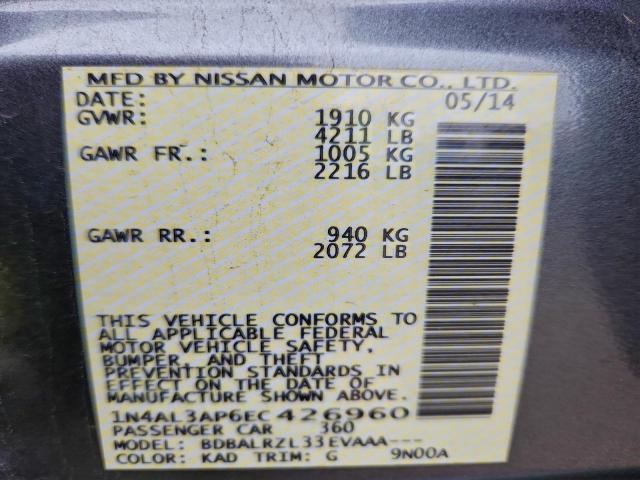 MFD BY NISSAN MOTOR CO., LTD.
DATE: 05/14
GVWR: 1910 KG
4211 LB
GAWR FR.: 1005 KG
2216 LB
GAWR RR.: 940 KG
2072 LB
THIS VEHICLE CONFORMS TO
ALL APPLICABLE FEDERAL
MOTOR VEHICLE SAFETY,
BUMPER, AND THEFT
PREVENTION STANDARDS IN
EFFECT ON THE DATE OF
MANUFACTURE SHOWN ABOVE.
1N4AL3AP6EC 426960
PASSENGER CAR 360
MODEL: BDBALRZL33EVAAA---
COLOR: KAD TRIM: G 9N00A